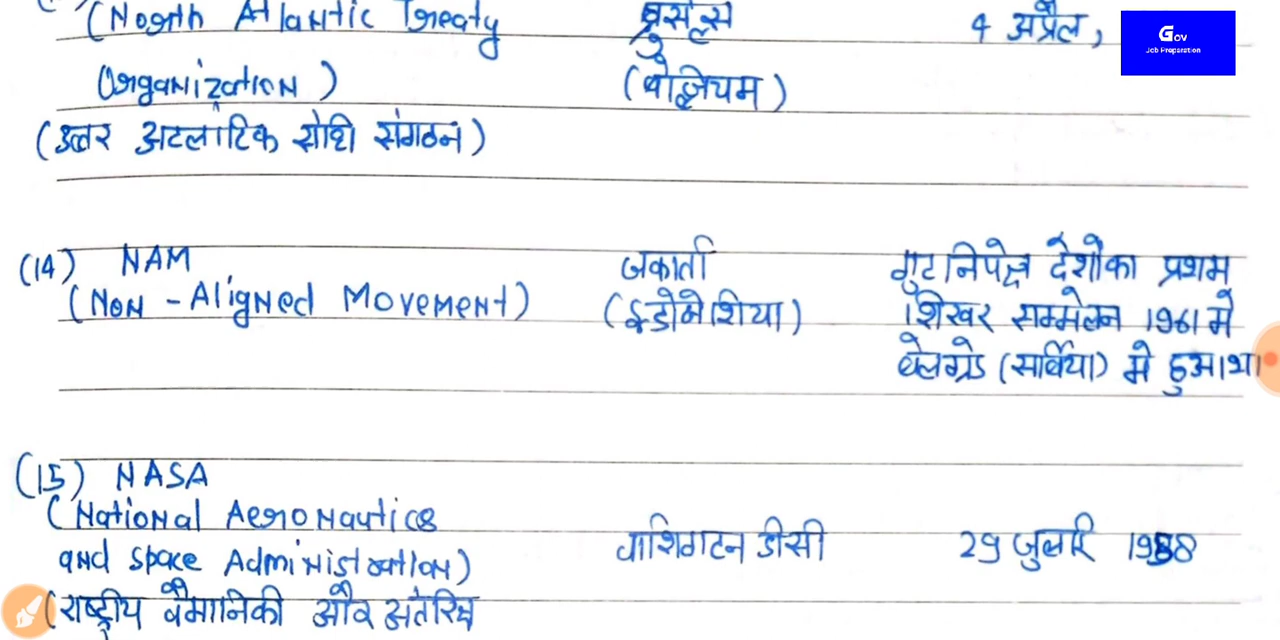 (North Atlantic Treaty ब्रुसेल्स 4 अप्रैल,
Organization) (बेल्जियम)
(उत्तर अटलांटिक संधि संगठन)
Gov
Job Preparation
(14) NAM जकार्ता गुटनिपेक्ष देशोका प्रथम
(Non-Aligned Movement) (इंडोनेशिया) शिखर सम्मेलन 1961 मे
बेलग्रेड (सर्विया) मे हुआ था
(15) NASA
(National Aeronautics
and Space Administration) वाशिगटन डीसी 29 जुलाई 1958
(राष्ट्रीय वैमानिकी और अंतरिक्ष